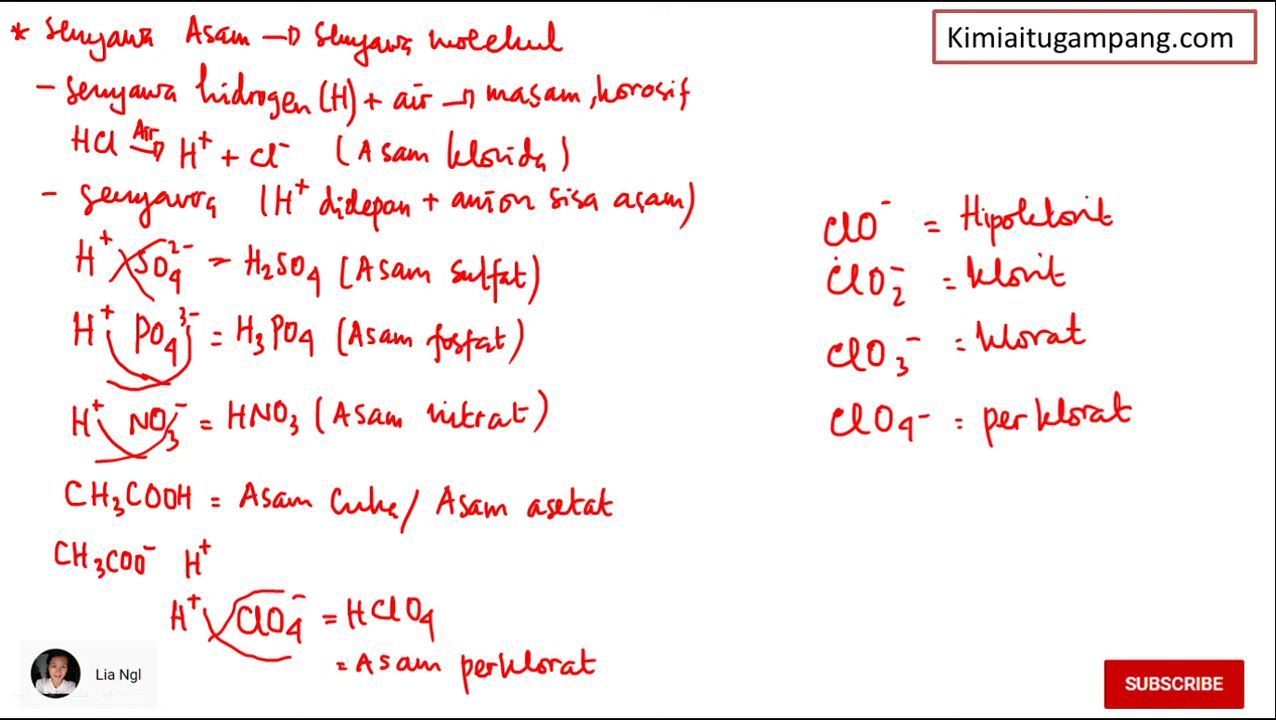 * Senyawa Asam → Senyawa molekul
Kimiaitugampang.com
- Senyawa hidrogen (H) + air → masam, korosif
HCl Air→ H⁺ + Cl⁻ (Asam klorida)
- Senyawa (H⁺ didepan + anion sisa asam)
H⁺ SO₄²⁻ = H₂SO₄ (Asam sulfat)
H⁺ PO₄³⁻ = H₃PO₄ (Asam fosfat)
H⁺ NO₃⁻ = HNO₃ (Asam nitrat)
CH₃COOH = Asam Cuka / Asam asetat
CH₃COO⁻ H⁺
H⁺ ClO₄⁻ = HClO₄
= Asam perklorat
ClO⁻ = Hipoklorit
ClO₂⁻ = klorit
ClO₃⁻ = klorat
ClO₄⁻ = perklorat
Lia Ngl
SUBSCRIBE